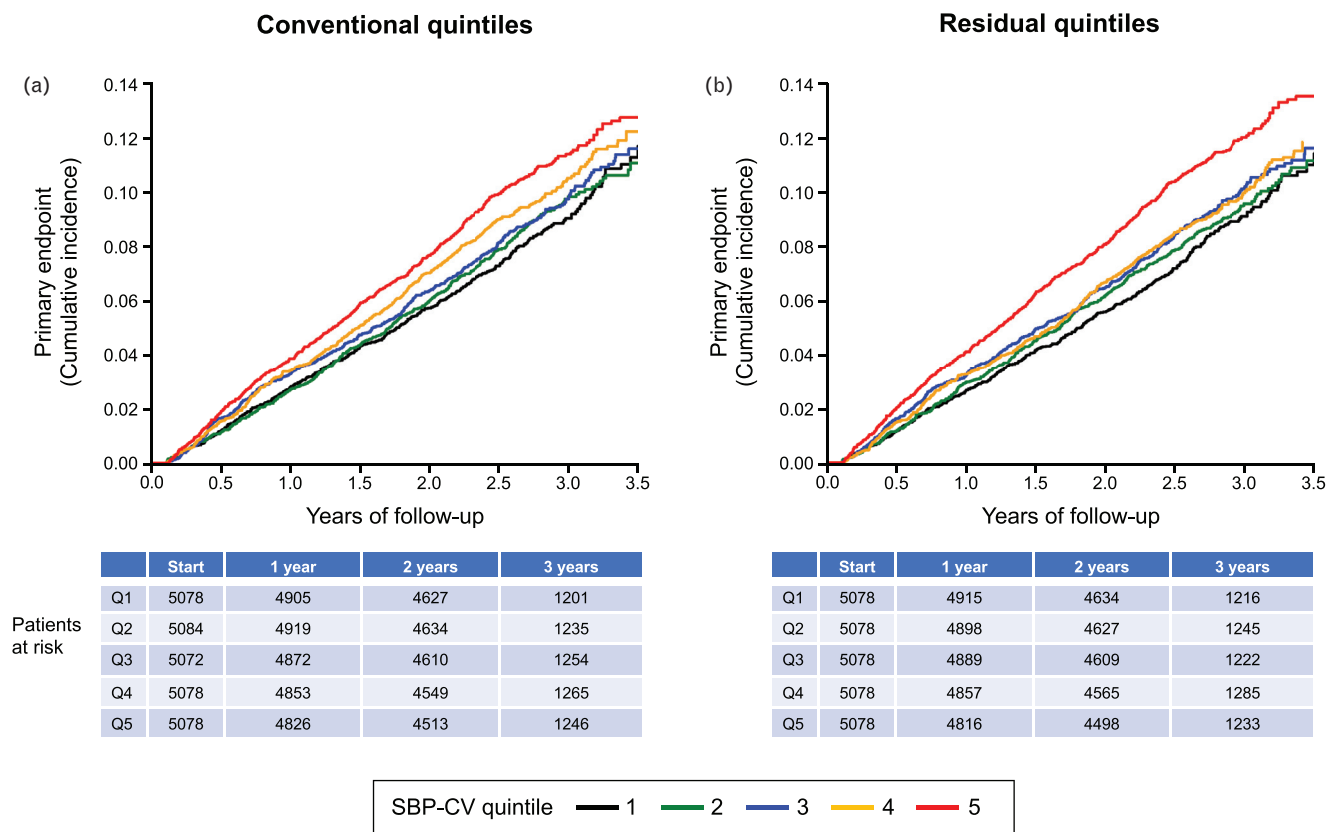 Conventional quintiles
(a)
Primary endpoint
(Cumulative incidence)
0.14
0.12
0.10
0.08
0.06
0.04
0.02
0.00
0.0 0.5 1.0 1.5 2.0 2.5 3.0 3.5
Years of follow-up
Patients
at risk
Start 1 year 2 years 3 years
Q1 5078 4905 4627 1201
Q2 5084 4919 4634 1235
Q3 5072 4872 4610 1254
Q4 5078 4853 4549 1265
Q5 5078 4826 4513 1246
Residual quintiles
(b)
Primary endpoint
(Cumulative incidence)
0.14
0.12
0.10
0.08
0.06
0.04
0.02
0.00
0.0 0.5 1.0 1.5 2.0 2.5 3.0 3.5
Years of follow-up
Start 1 year 2 years 3 years
Q1 5078 4915 4634 1216
Q2 5078 4898 4627 1245
Q3 5078 4889 4609 1222
Q4 5078 4857 4565 1285
Q5 5078 4816 4498 1233
SBP-CV quintile 1 2 3 4 5